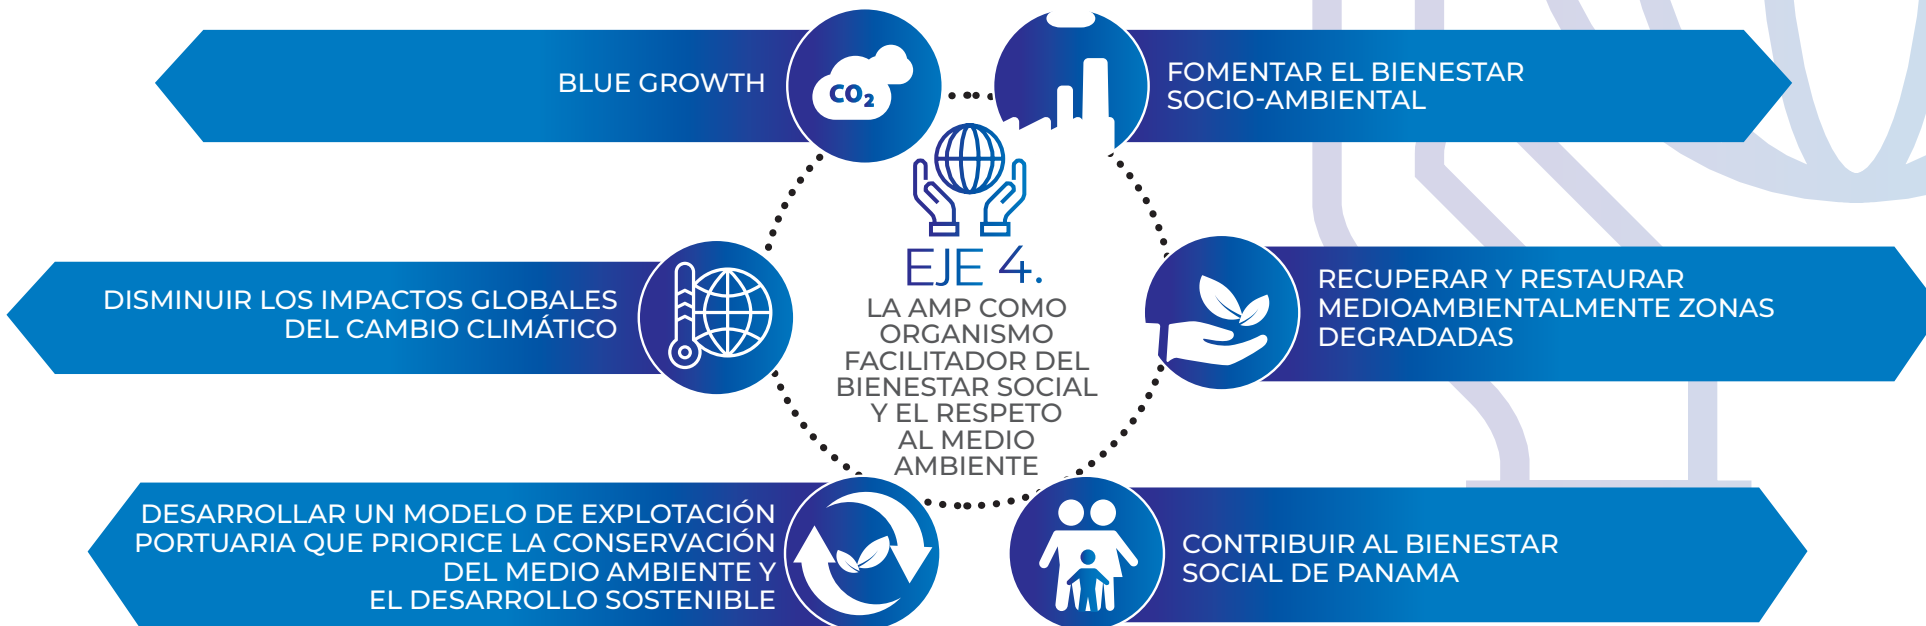 BLUE GROWTH
CO₂
FOMENTAR EL BIENESTAR
SOCIO-AMBIENTAL
DISMINUIR LOS IMPACTOS GLOBALES
DEL CAMBIO CLIMÁTICO
EJE 4.
LA AMP COMO
ORGANISMO
FACILITADOR DEL
BIENESTAR SOCIAL
Y EL RESPETO
AL MEDIO
AMBIENTE
RECUPERAR Y RESTAURAR
MEDIOAMBIENTALMENTE ZONAS
DEGRADADAS
DESARROLLAR UN MODELO DE EXPLOTACIÓN
PORTUARIA QUE PRIORICE LA CONSERVACIÓN
DEL MEDIO AMBIENTE Y
EL DESARROLLO SOSTENIBLE
CONTRIBUIR AL BIENESTAR
SOCIAL DE PANAMA